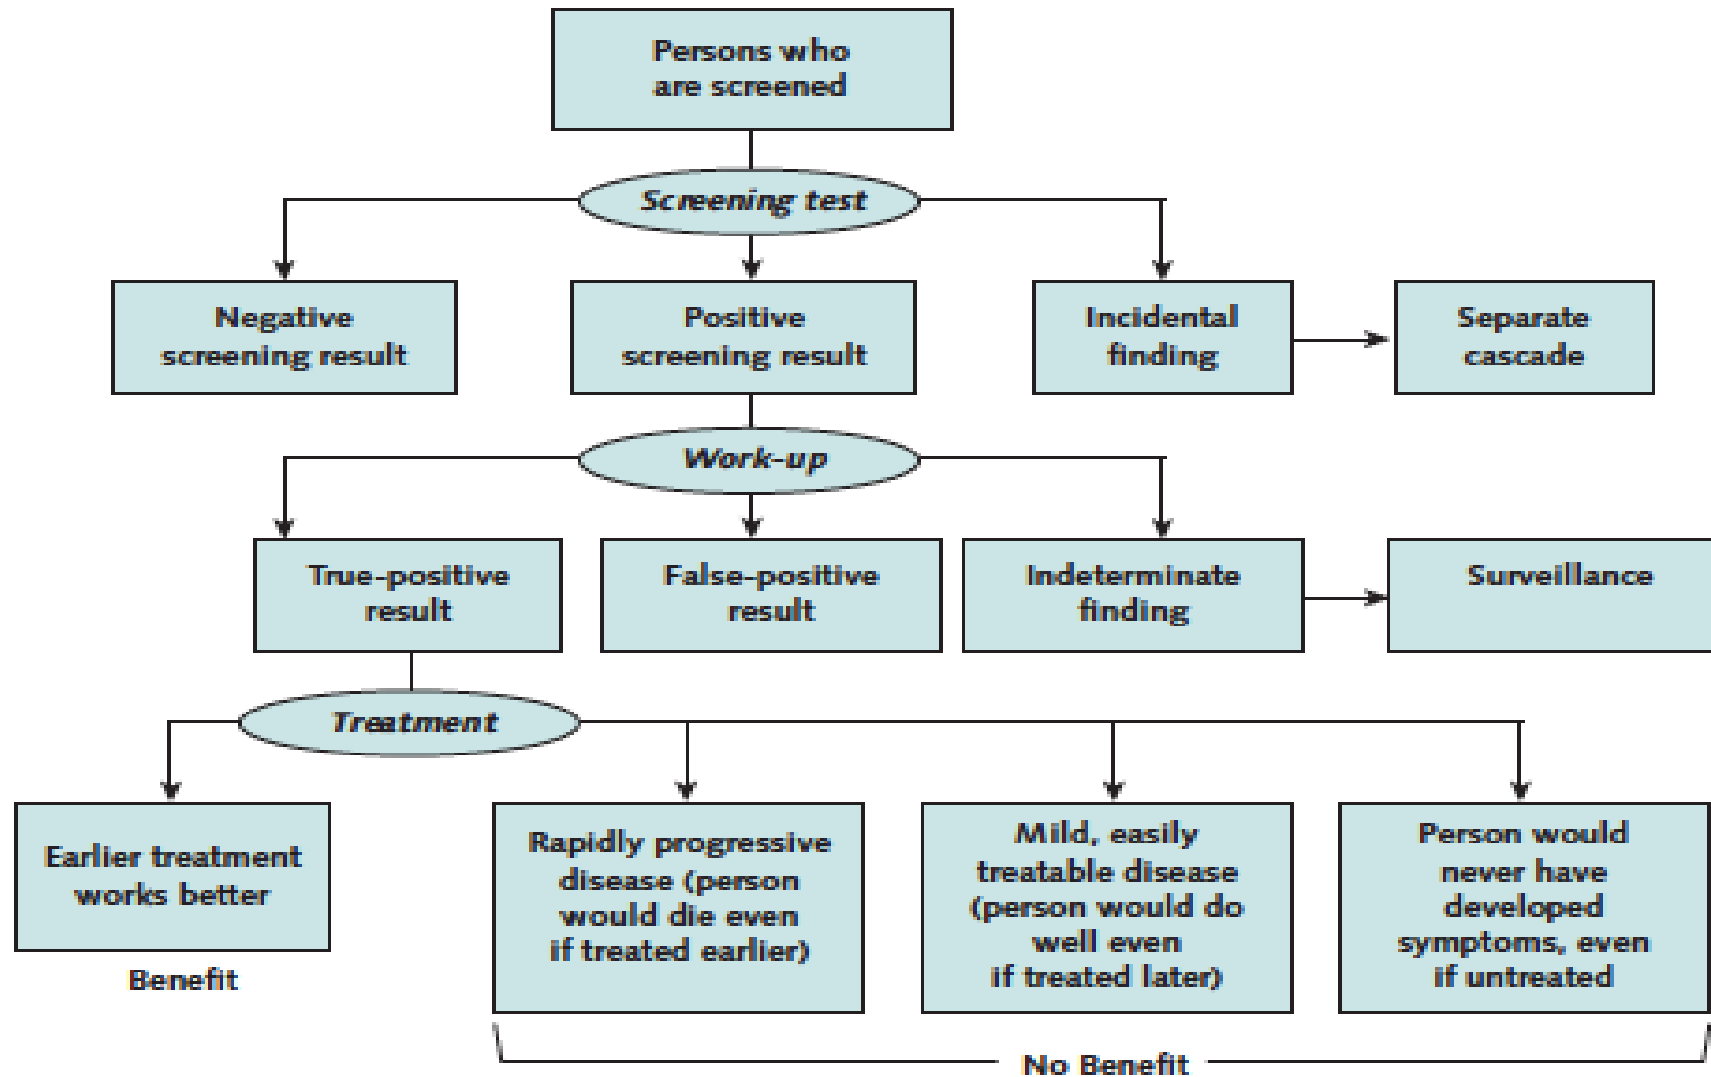 Persons who
are screened
Screening test
Negative
screening result
Positive
screening result
Incidental
finding
Separate
cascade
Work-up
True-positive
result
False-positive
result
Indeterminate
finding
Surveillance
Treatment
Earlier treatment
works better
Benefit
Rapidly progressive
disease (person
would die even
if treated earlier)
Mild, easily
treatable disease
(person would do
well even
if treated later)
Person would
never have
developed
symptoms, even
if untreated
No Benefit